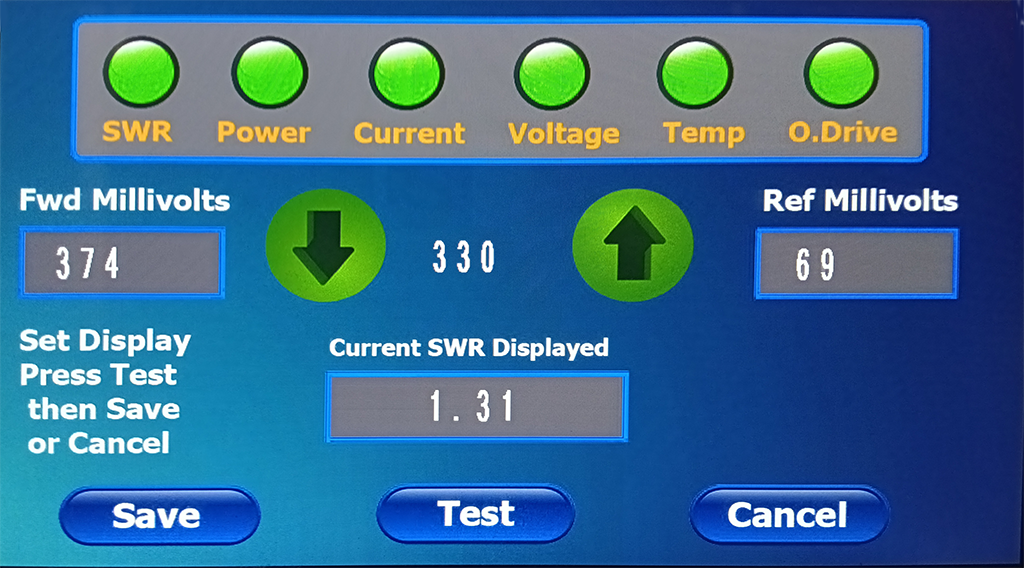 SWR Power Current Voltage Temp O.Drive
Fwd Millivolts
Ref Millivolts
374
330
69
Set Display
Press Test
then Save
or Cancel
Current SWR Displayed
1.31
Save Test Cancel